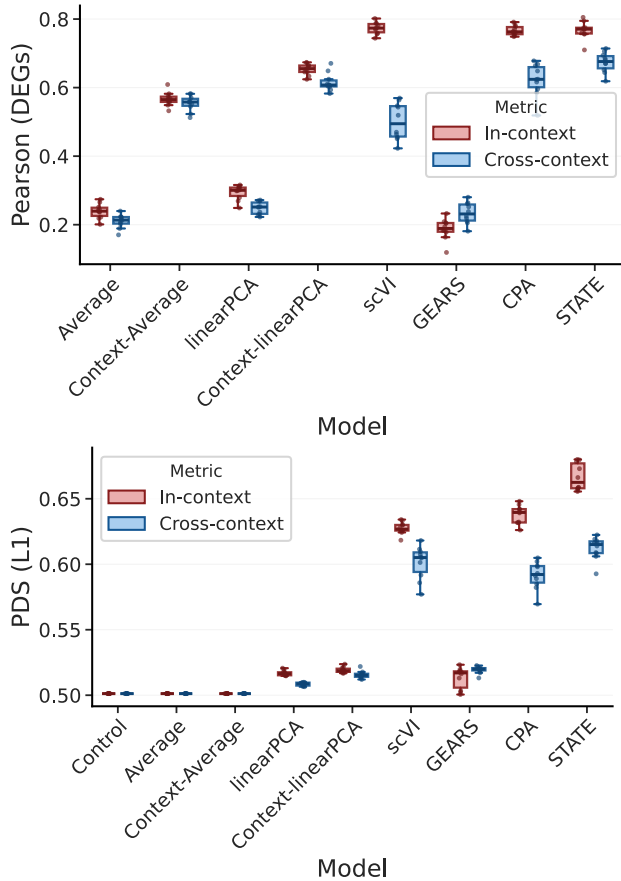 Pearson (DEGs)
0.8
0.6
0.4
0.2
Metric
In-context
Cross-context
Average
Context-Average
linearPCA
Context-linearPCA
scVI
GEARS
CPA
STATE
Model
PDS (L1)
0.65
0.60
0.55
0.50
Metric
In-context
Cross-context
Control
Average
Context-Average
linearPCA
Context-linearPCA
scVI
GEARS
CPA
STATE
Model